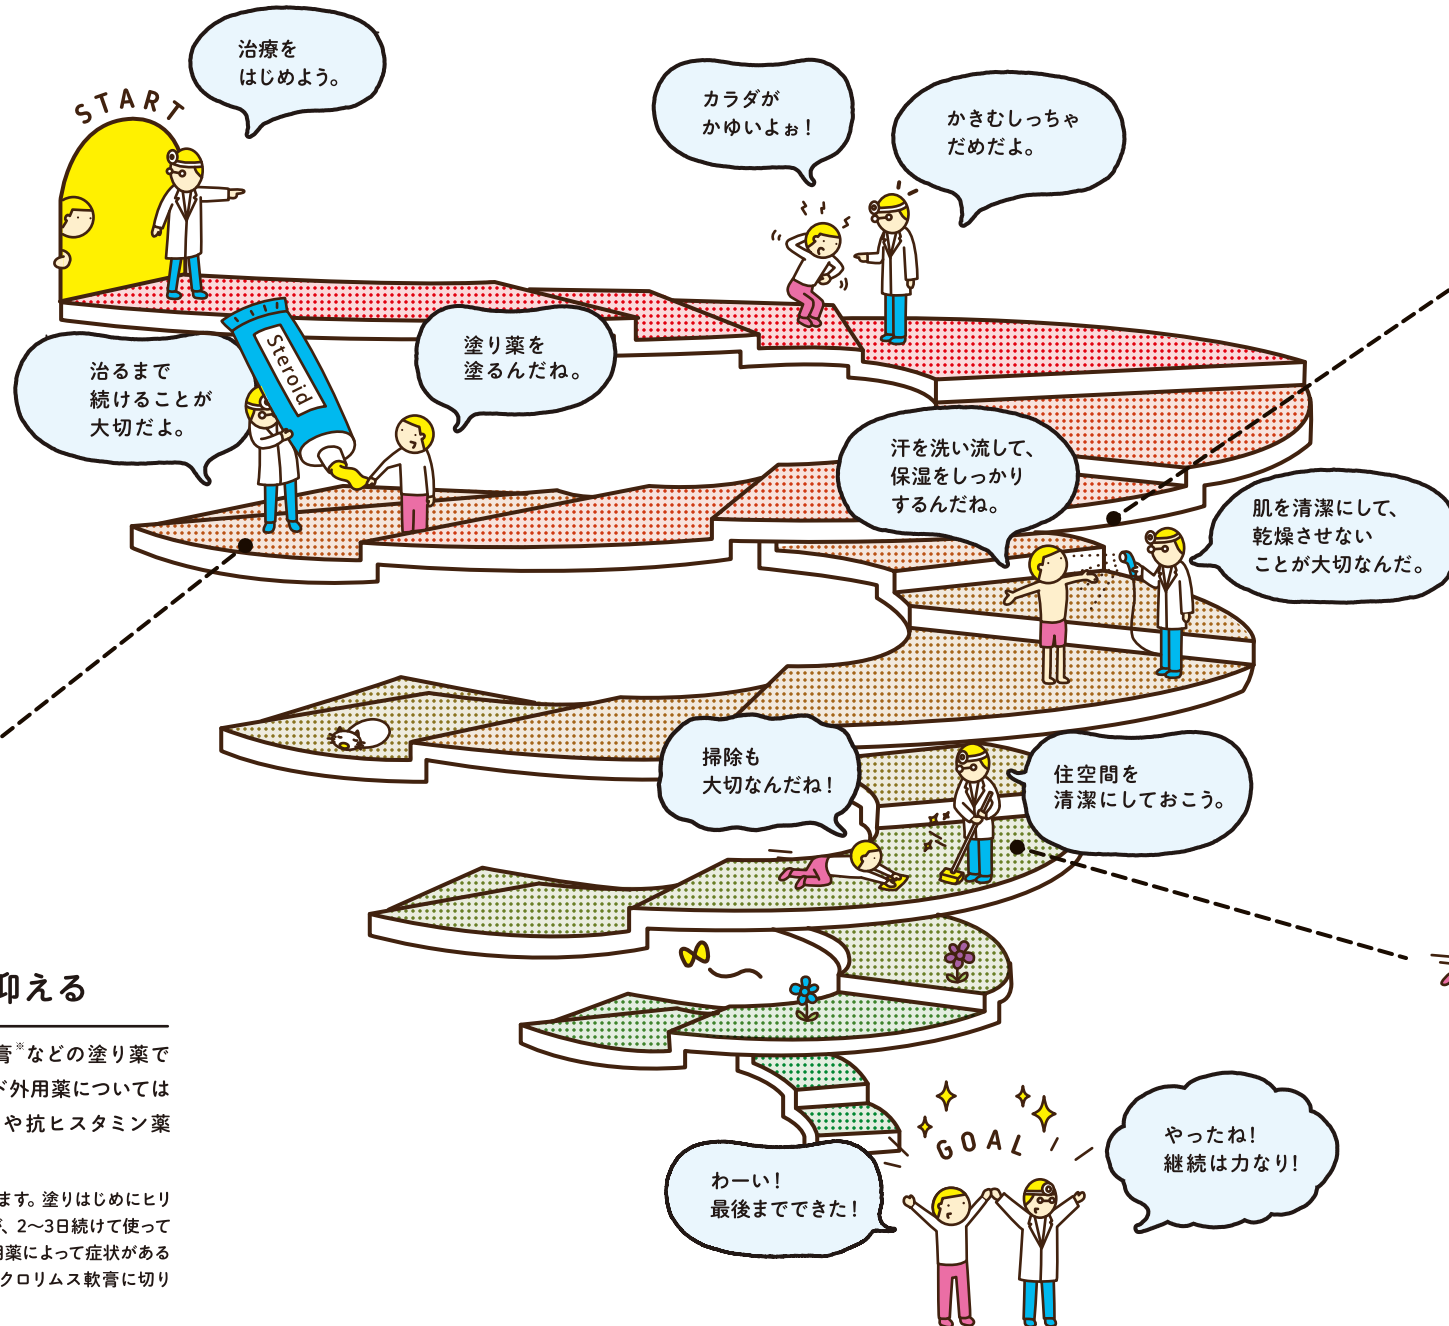 START
治療を
はじめよう。
カラダが
かゆいよぉ！
かきむしっちゃ
だめだよ。
治るまで
続けることが
大切だよ。
Steroid
塗り薬を
塗るんだね。
汗を洗い流して、
保湿をしっかり
するんだね。
肌を清潔にして、
乾燥させない
ことが大切なんだ。
掃除も
大切なんだね！
住空間を
清潔にしておこう。
抑える
膏※などの塗り薬で
ド外用薬については
や抗ヒスタミン薬
ます。塗りはじめにヒリ
、2〜3日続けて使って
用薬によって症状がある
クロリムス軟膏に切り
GOAL
わーい！
最後までできた！
やったね！
継続は力なり！